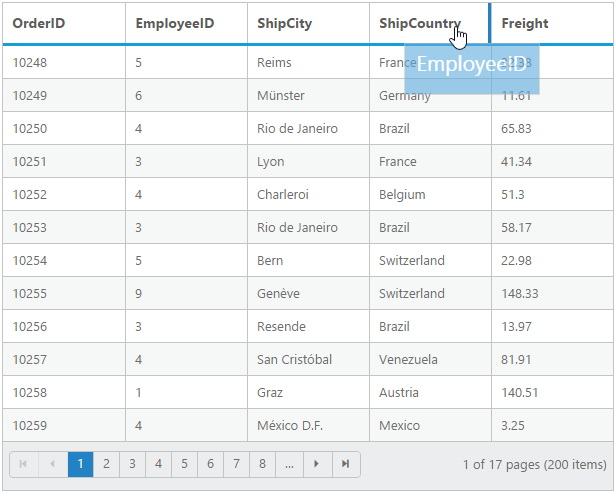 OrderID EmployeeID ShipCity ShipCountry Freight
10248 5 Reims France 32.38
EmployeeID
10249 6 Münster Germany 11.61
10250 4 Rio de Janeiro Brazil 65.83
10251 3 Lyon France 41.34
10252 4 Charleroi Belgium 51.3
10253 3 Rio de Janeiro Brazil 58.17
10254 5 Bern Switzerland 22.98
10255 9 Genève Switzerland 148.33
10256 3 Resende Brazil 13.97
10257 4 San Cristóbal Venezuela 81.91
10258 1 Graz Austria 140.51
10259 4 México D.F. Mexico 3.25
1 2 3 4 5 6 7 8 ... 1 of 17 pages (200 items)